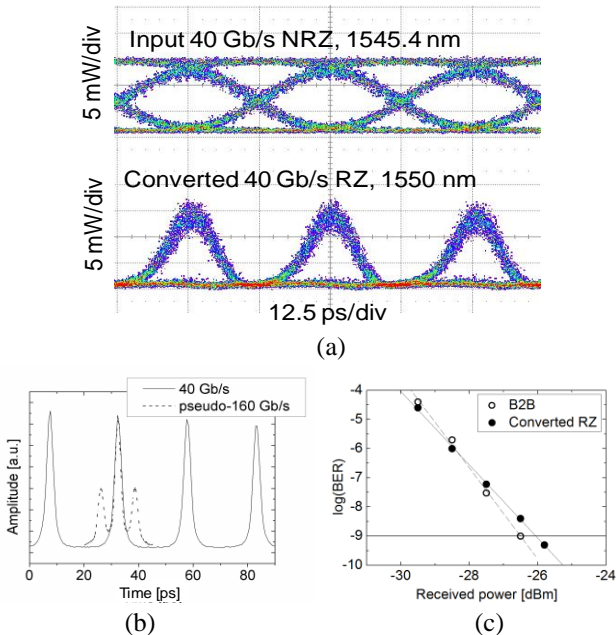 Input 40 Gb/s NRZ, 1545.4 nm
5 mW/div
Converted 40 Gb/s RZ, 1550 nm
5 mW/div
12.5 ps/div
(a)
40 Gb/s
pseudo-160 Gb/s
Amplitude [a.u.]
0 20 40 60 80
Time [ps]
(b)
B2B
Converted RZ
log(BER)
-4
-5
-6
-7
-8
-9
-10
-30 -28 -26 -24
Received power [dBm]
(c)